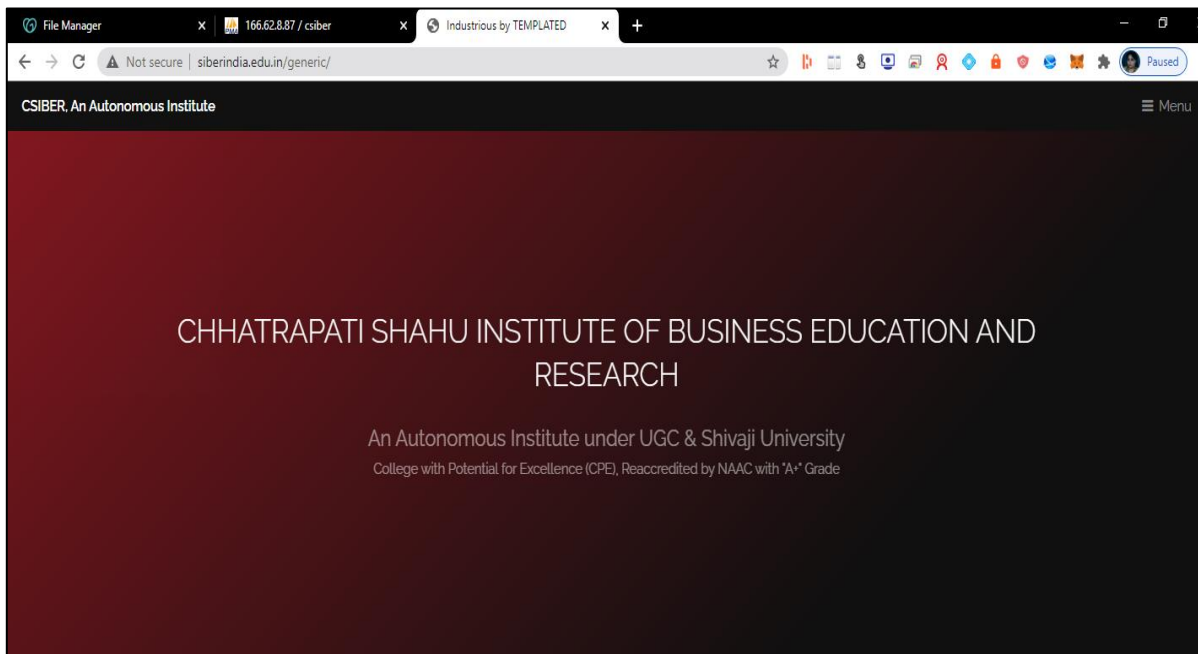 File Manager
166.62.8.87 / csiber
Industrious by TEMPLATED
Not secure
siberindia.edu.in/generic/
Paused
CSIBER, An Autonomous Institute
Menu
CHHATRAPATI SHAHU INSTITUTE OF BUSINESS EDUCATION AND
RESEARCH
An Autonomous Institute under UGC & Shivaji University
College with Potential for Excellence (CPE), Reaccredited by NAAC with "A+" Grade